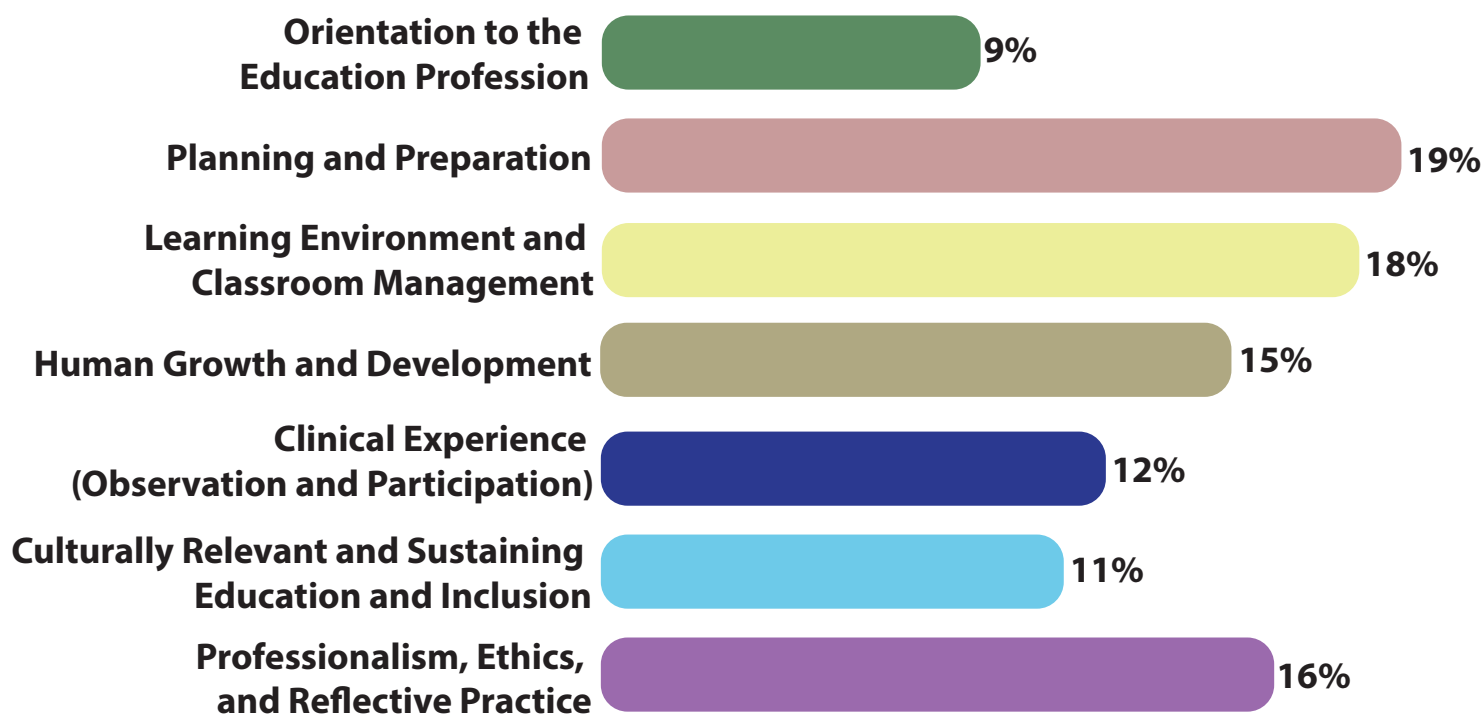 Orientation to the
Education Profession
9%
Planning and Preparation
19%
Learning Environment and
Classroom Management
18%
Human Growth and Development
15%
Clinical Experience
(Observation and Participation)
12%
Culturally Relevant and Sustaining
Education and Inclusion
11%
Professionalism, Ethics,
and Reflective Practice
16%